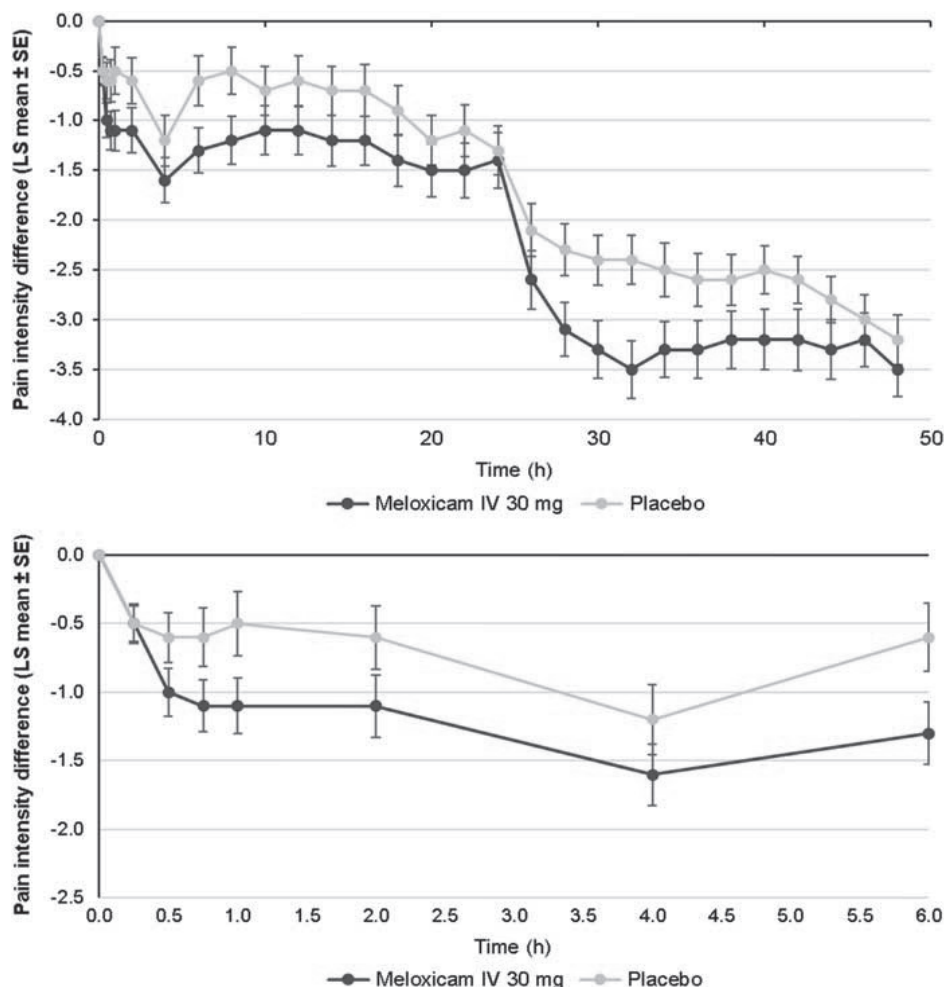 Pain intensity difference (LS mean ± SE)
0.0
-0.5
-1.0
-1.5
-2.0
-2.5
-3.0
-3.5
-4.0
0 10 20 30 40 50
Time (h)
Meloxicam IV 30 mg Placebo
Pain intensity difference (LS mean ± SE)
0.0
-0.5
-1.0
-1.5
-2.0
-2.5
0.0 0.5 1.0 1.5 2.0 2.5 3.0 3.5 4.0 4.5 5.0 5.5 6.0
Time (h)
Meloxicam IV 30 mg Placebo